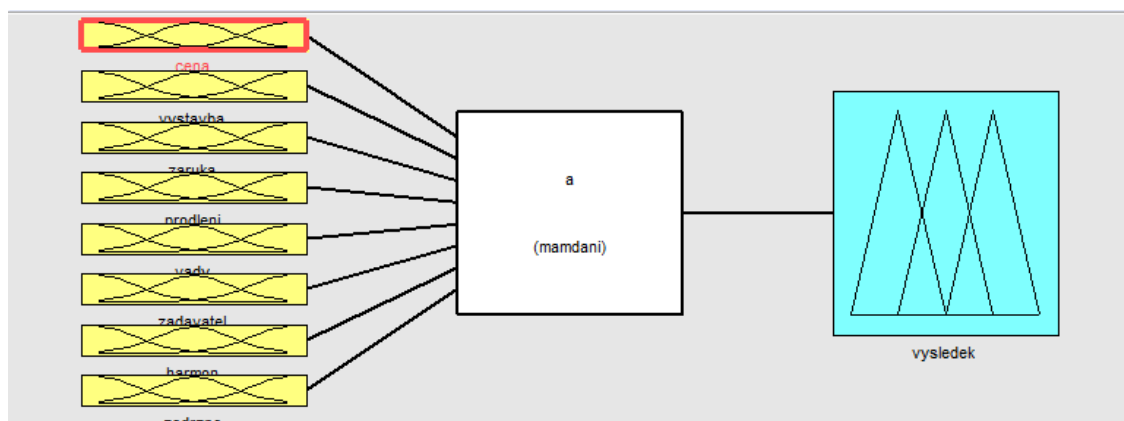 cena
vystavba
zaruka
prodleni
vady
zadavatel
harmon
a
(mamdani)
vysledek